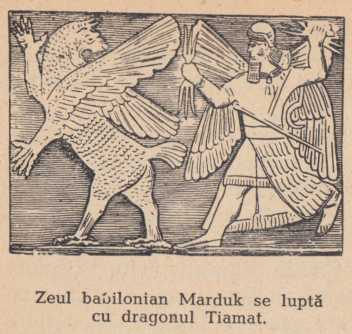 Zeul babilonian Marduk se luptă
cu dragonul Tiamat.